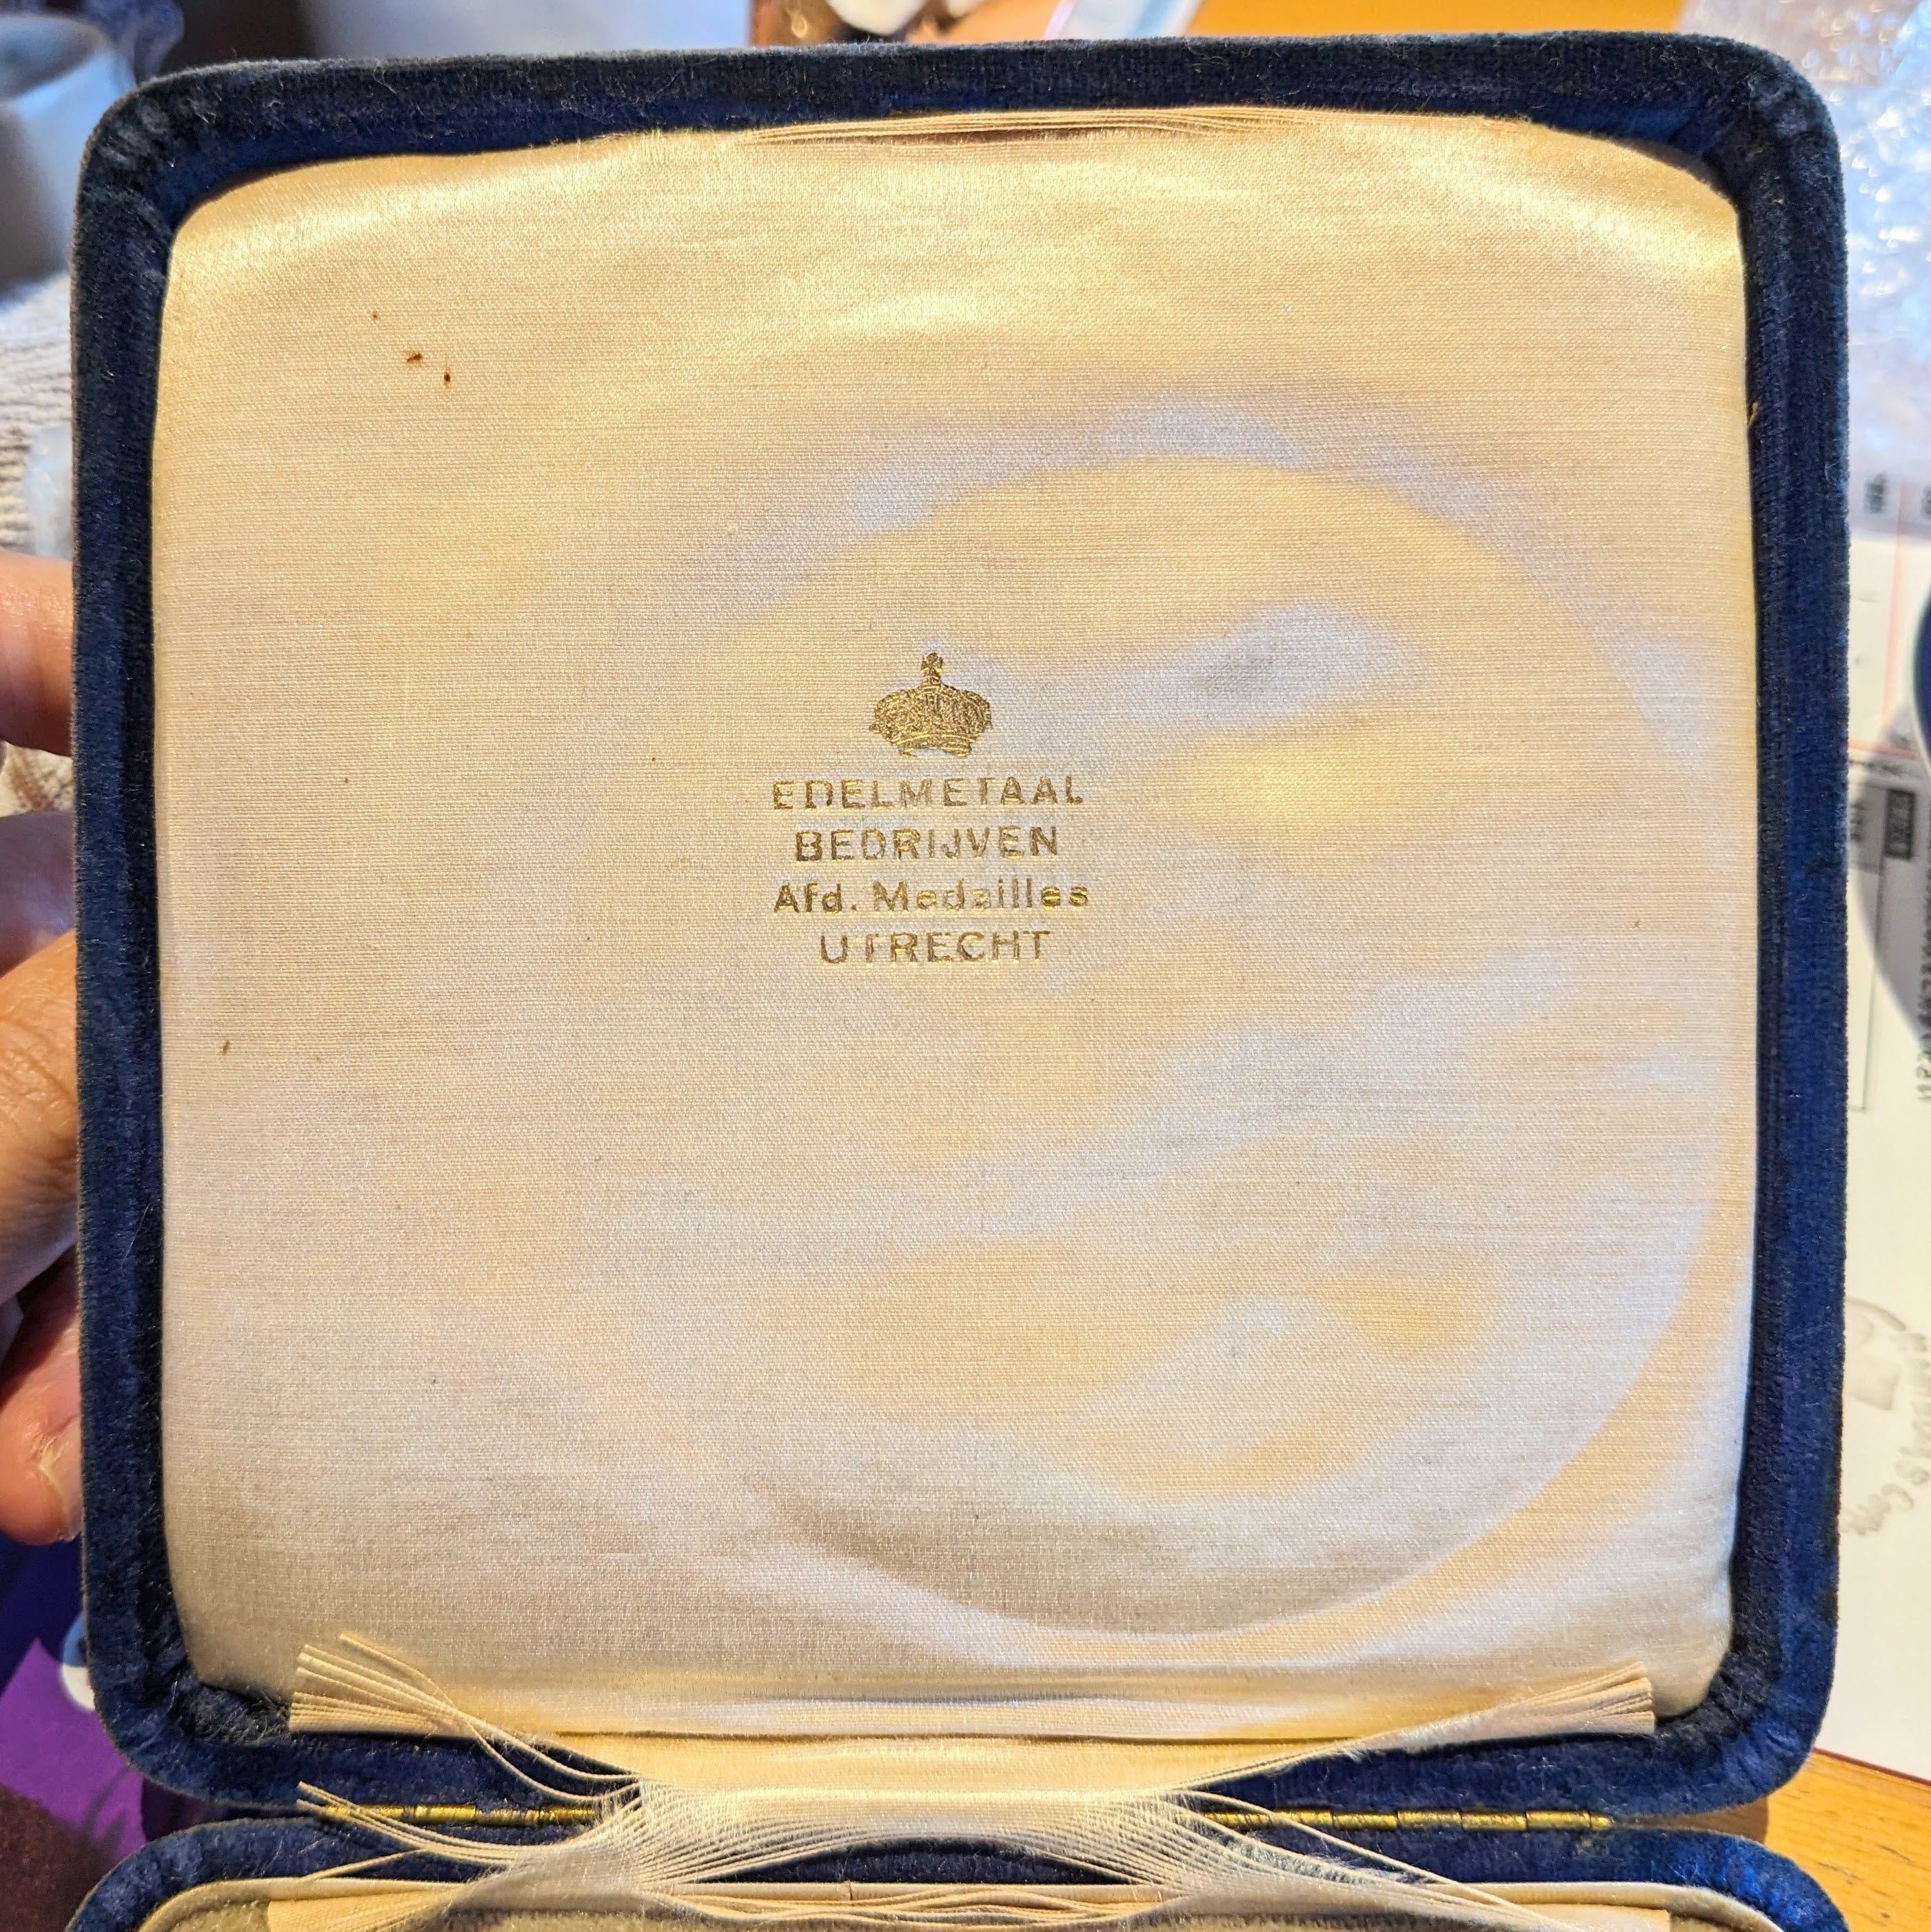 EDELMETAAL
BEDRIJVEN
Afd. Medailles
UTRECHT